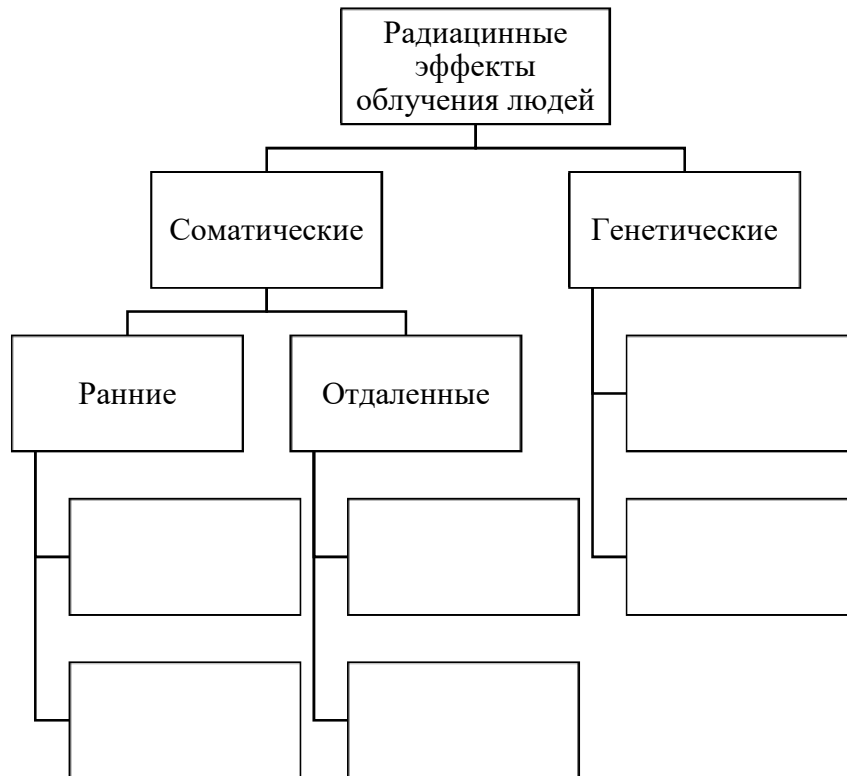 Радиацинные
эффекты
облучения людей
Соматические
Генетические
Ранние
Отдаленные